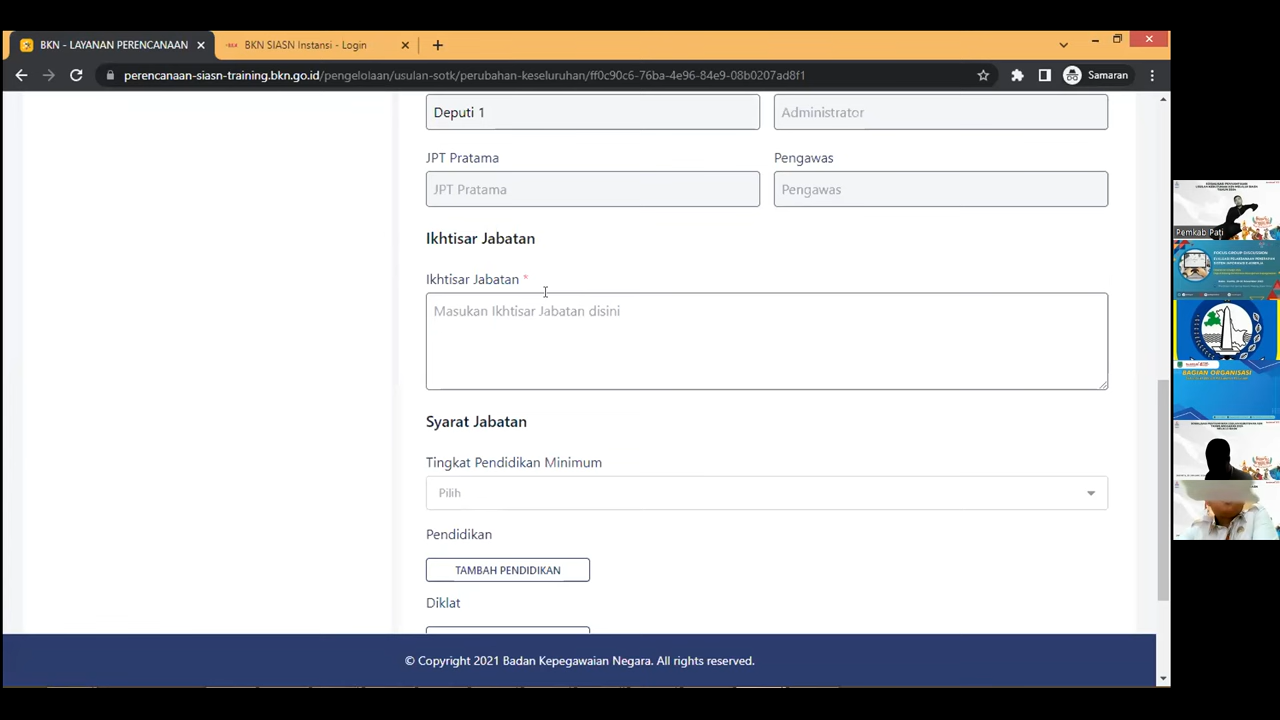 BKN - LAYANAN PERENCANAAN
BKN SIASN Instansi - Login
perencanaan-siasn-training.bkn.go.id/pengelolaan/usulan-sotk/perubahan-keseluruhan/ff0c90c6-76ba-4e96-84e9-08b0207ad8f1
Samaran
Deputi 1
Administrator
JPT Pratama
Pengawas
JPT Pratama
Pengawas
Ikhtisar Jabatan
Ikhtisar Jabatan *
Masukan Ikhtisar Jabatan disini
Syarat Jabatan
Tingkat Pendidikan Minimum
Pilih
Pendidikan
TAMBAH PENDIDIKAN
Diklat
© Copyright 2021 Badan Kepegawaian Negara. All rights reserved.
Pemkab Pati
FOCUS GROUP DISCUSSION
BAGIAN ORGANISASI